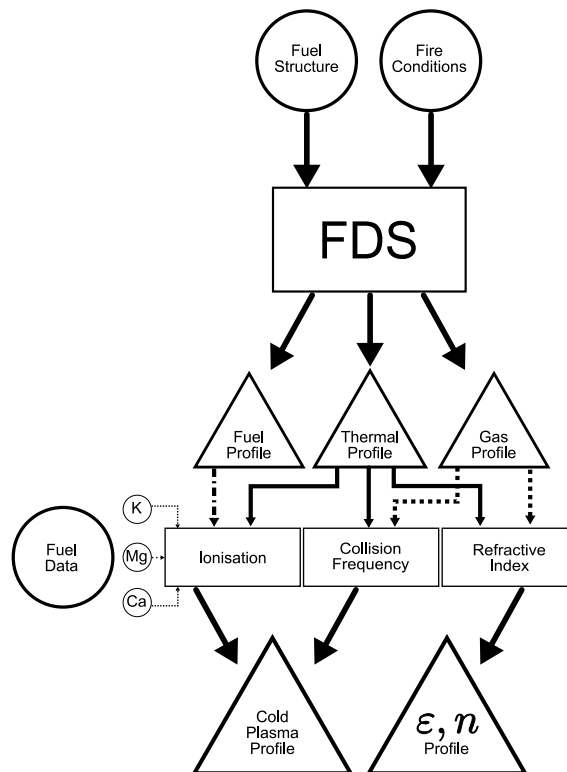 Fuel
Structure
Fire
Conditions
FDS
Fuel
Profile
Thermal
Profile
Gas
Profile
K
Mg
Ca
Fuel
Data
Ionisation
Collision
Frequency
Refractive
Index
Cold
Plasma
Profile
ε, n
Profile